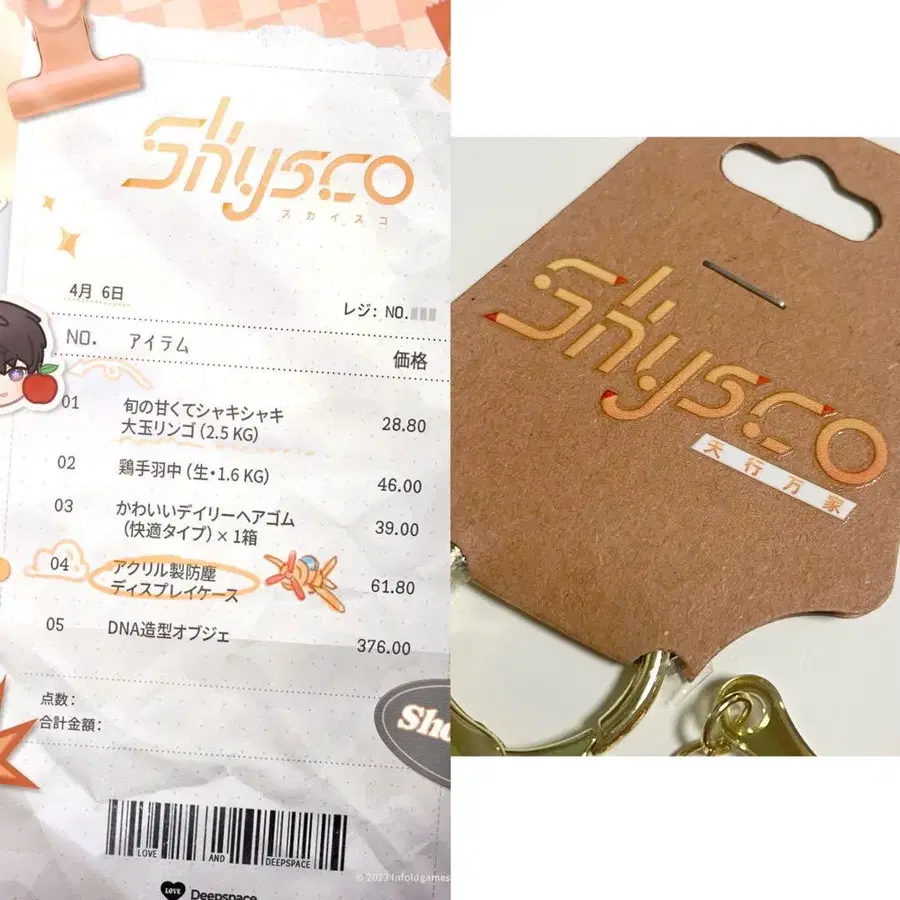 Skysco
スカイスコ
4月 6日
レジ: NO.
NO. アイテム 価格
01 旬の甘くてシャキシャキ
大玉リンゴ (2.5 KG) 28.80
02 鶏手羽中 (生・1.6 KG) 46.00
03 かわいいデイリーヘアゴム
(快適タイプ) × 1箱 39.00
04 アクリル製防塵
ディスプレイケース 61.80
05 DNA造型オブジェ 376.00
点数:
合計金額:
LOVE AND DEEPSPACE
© 2023 Infoldgames
LOVE Deepspace
Skysco
天行万家